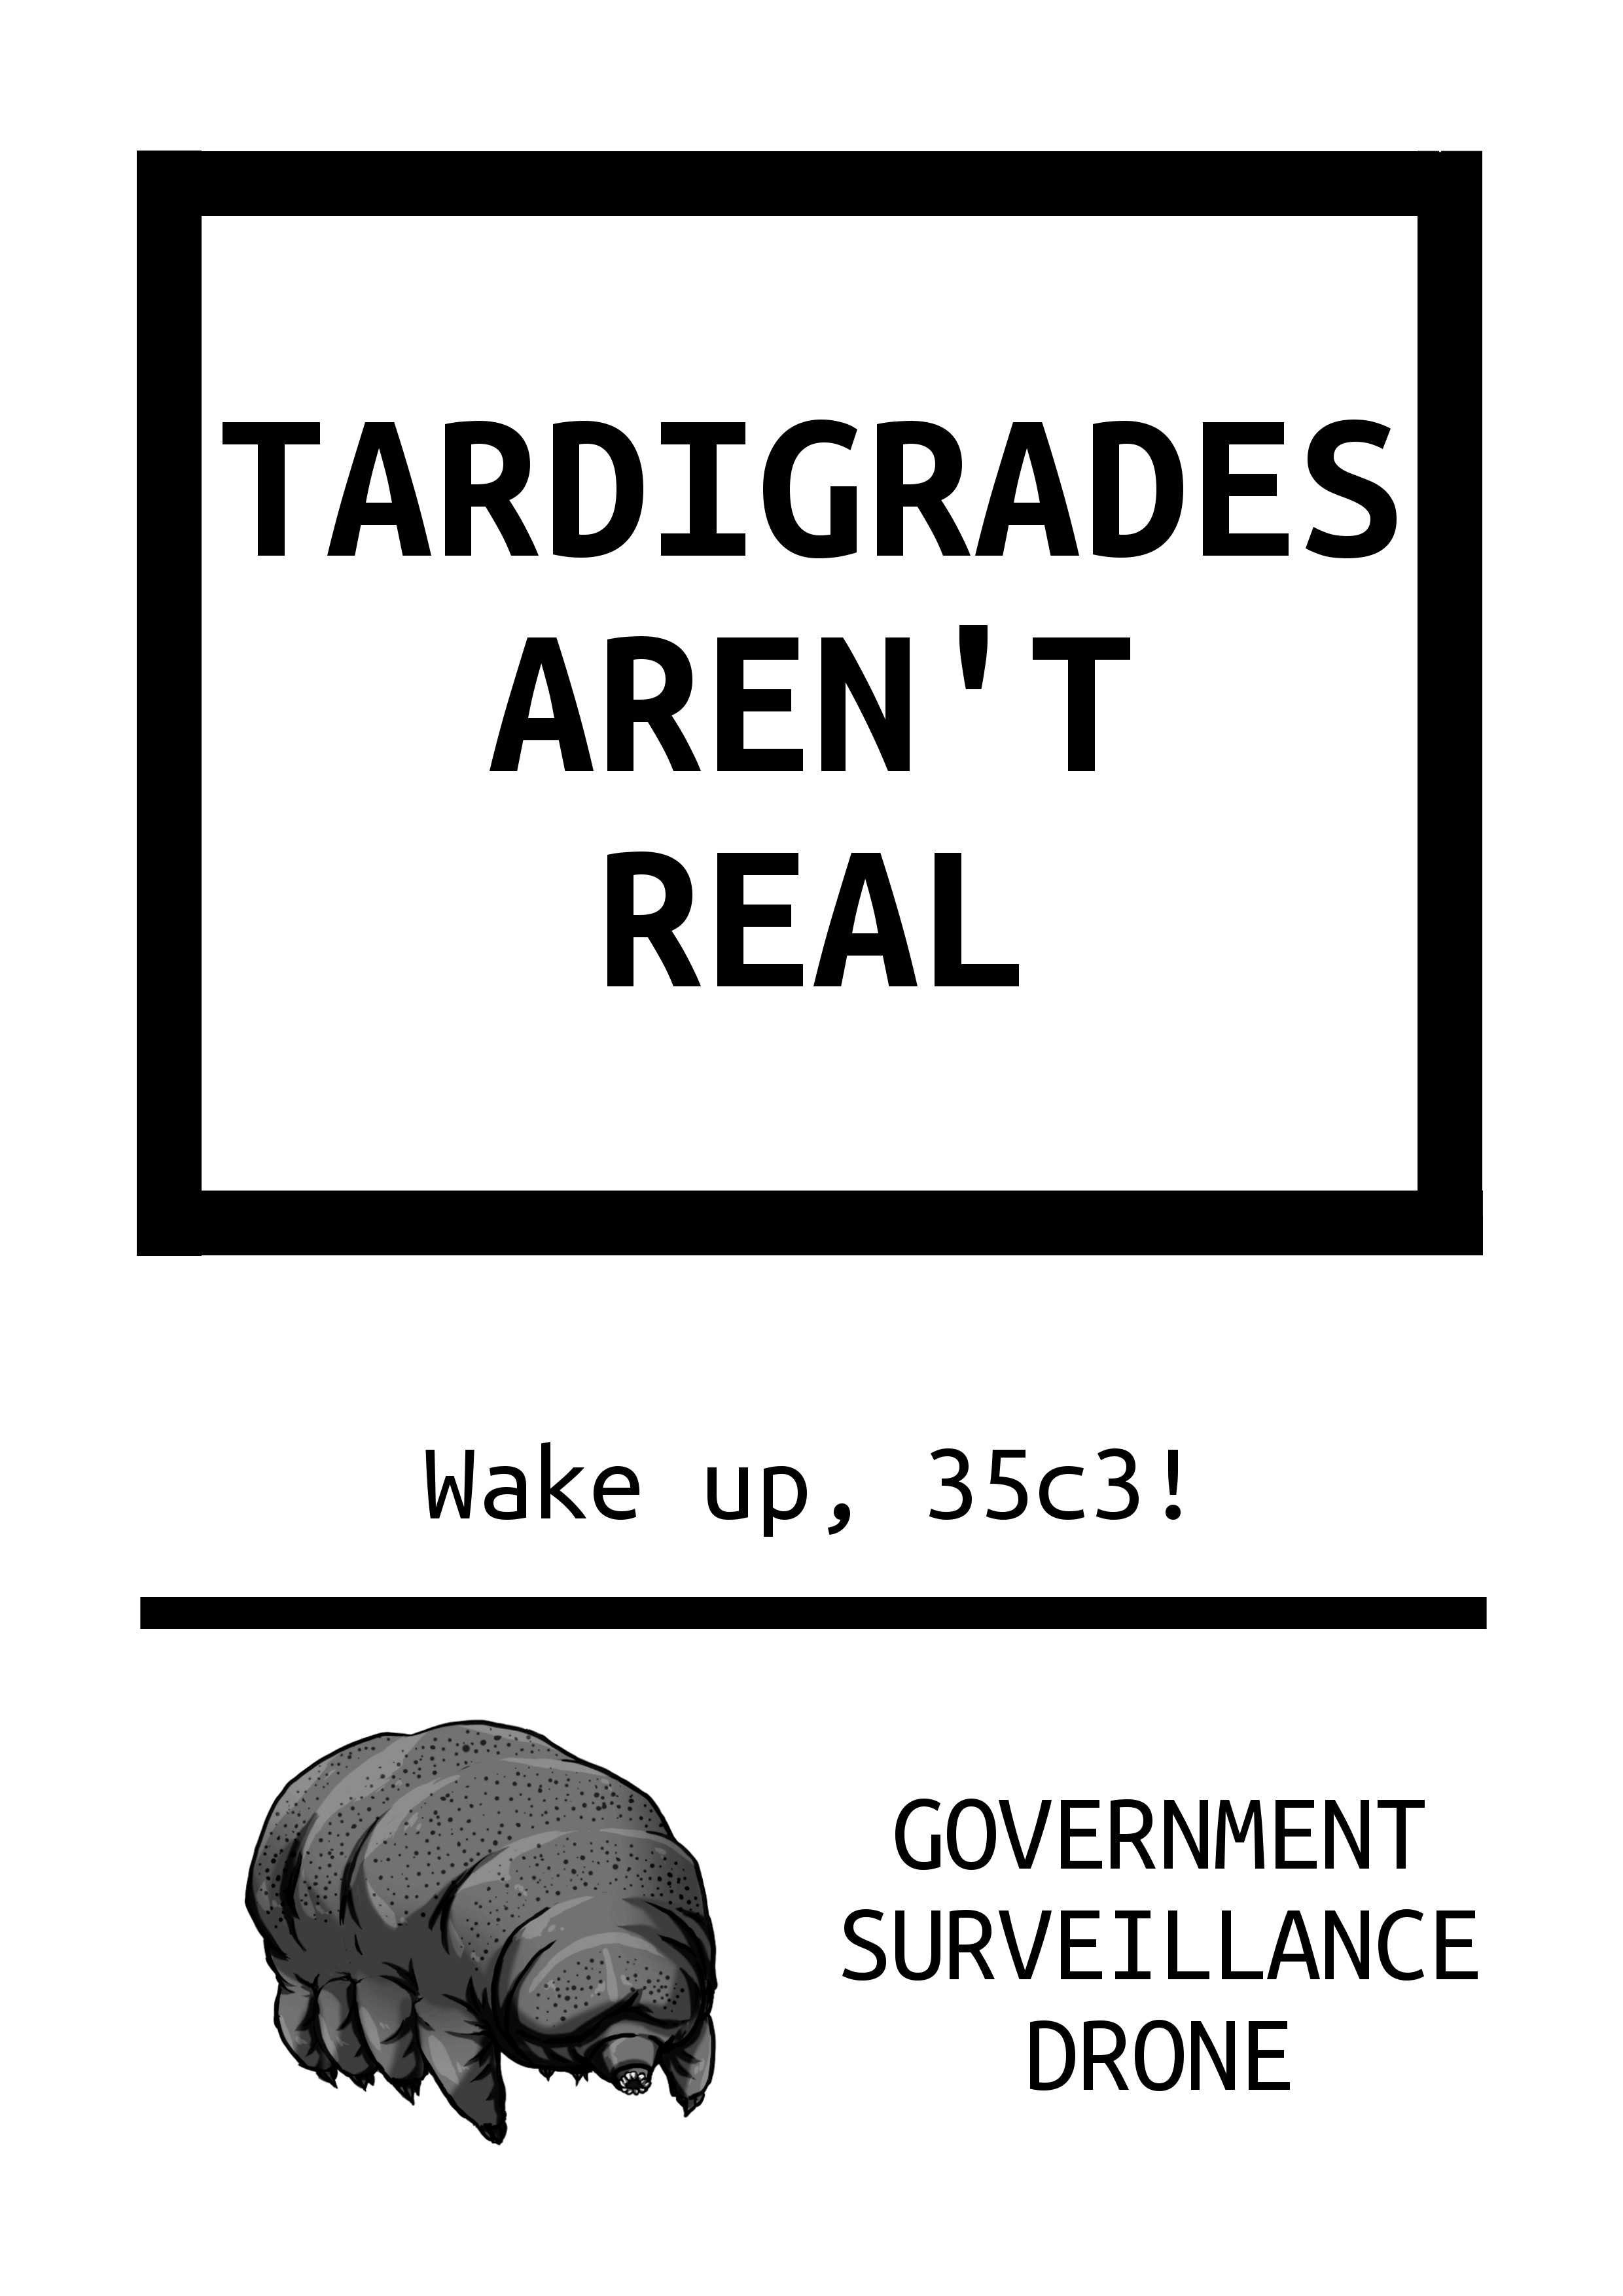 TARDIGRADES
AREN'T
REAL
Wake up, 35c3!
GOVERNMENT
SURVEILLANCE
DRONE